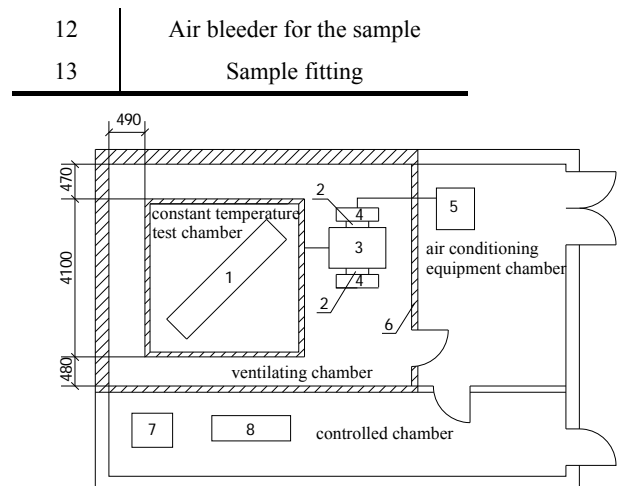 12 Air bleeder for the sample
13 Sample fitting
490
470
4100
480
constant temperature
test chamber
1
2
4
3
4
2
5
air conditioning
equipment chamber
6
ventilating chamber
7
8
controlled chamber